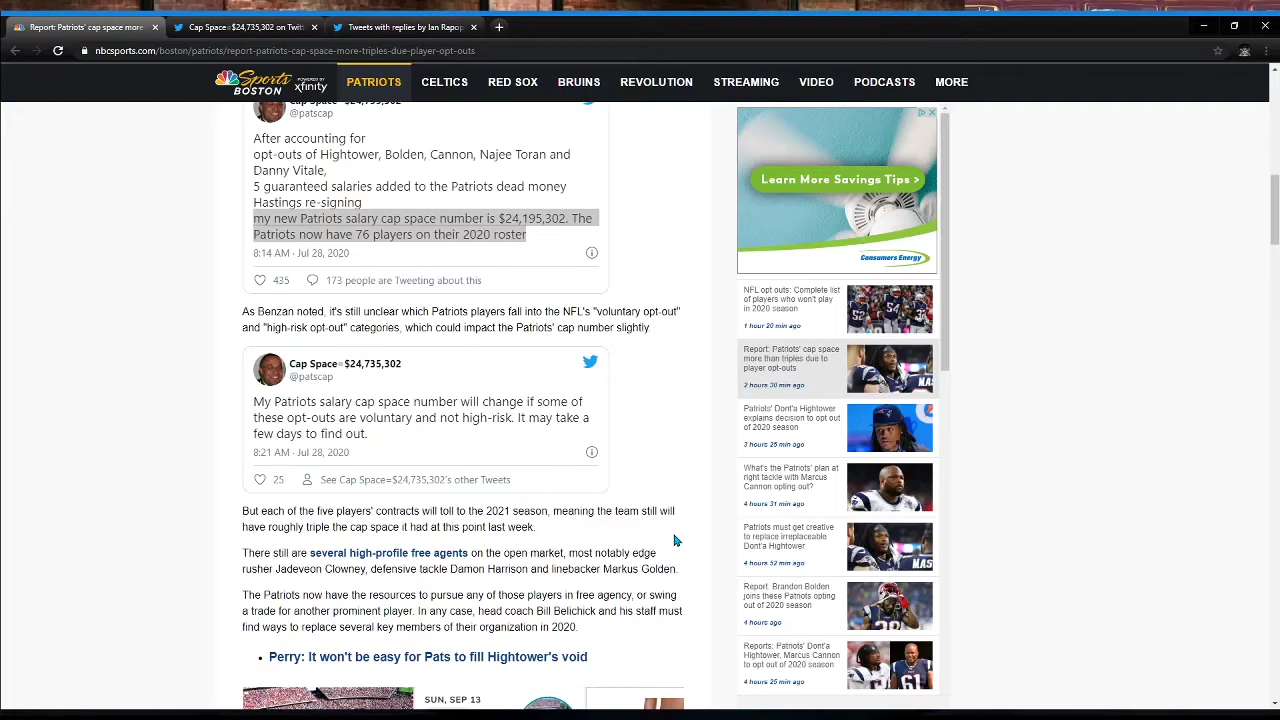 Report: Patriots' cap space more
Cap Space=$24,735,302 on Twitt
Tweets with replies by Ian Rapop
nbcsports.com/boston/patriots/report-patriots-cap-space-more-triples-due-player-opt-outs
Sports BOSTON POWERED BY xfinity
PATRIOTS
CELTICS
RED SOX
BRUINS
REVOLUTION
STREAMING
VIDEO
PODCASTS
MORE
Cap Space=$24,735,302
@patscap
After accounting for
opt-outs of Hightower, Bolden, Cannon, Najee Toran and
Danny Vitale,
5 guaranteed salaries added to the Patriots dead money
Hastings re-signing
my new Patriots salary cap space number is $24,195,302. The
Patriots now have 76 players on their 2020 roster
8:14 AM · Jul 28, 2020
435
173 people are Tweeting about this
As Benzan noted, it's still unclear which Patriots players fall into the NFL's "voluntary opt-out"
and "high-risk opt-out" categories, which could impact the Patriots' cap number slightly.
Cap Space=$24,735,302
@patscap
My Patriots salary cap space number will change if some of
these opt-outs are voluntary and not high-risk. It may take a
few days to find out.
8:21 AM · Jul 28, 2020
25
See Cap Space=$24,735,302's other Tweets
But each of the five players' contracts will toll to the 2021 season, meaning the team still will
have roughly triple the cap space it had at this point last week.
There still are several high-profile free agents on the open market, most notably edge
rusher Jadeveon Clowney, defensive tackle Damon Harrison and linebacker Markus Golden.
The Patriots now have the resources to pursue any of those players in free agency, or swing
a trade for another prominent player. In any case, head coach Bill Belichick and his staff must
find ways to replace several key members of their organization in 2020.
Perry: It won't be easy for Pats to fill Hightower's void
SUN, SEP 13
Learn More Savings Tips >
Consumers Energy
NFL opt outs: Complete list
of players who won't play
in 2020 season
1 hour 20 min ago
Report: Patriots' cap space
more than triples due to
player opt-outs
2 hours 30 min ago
Patriots' Dont'a Hightower
explains decision to opt out
of 2020 season
3 hours 25 min ago
What's the Patriots' plan at
right tackle with Marcus
Cannon opting out?
4 hours 31 min ago
Patriots must get creative
to replace irreplaceable
Dont'a Hightower
4 hours 52 min ago
Report: Brandon Bolden
joins these Patriots opting
out of 2020 season
4 hours ago
Reports: Patriots' Dont'a
Hightower, Marcus Cannon
to opt out of 2020 season
4 hours 25 min ago